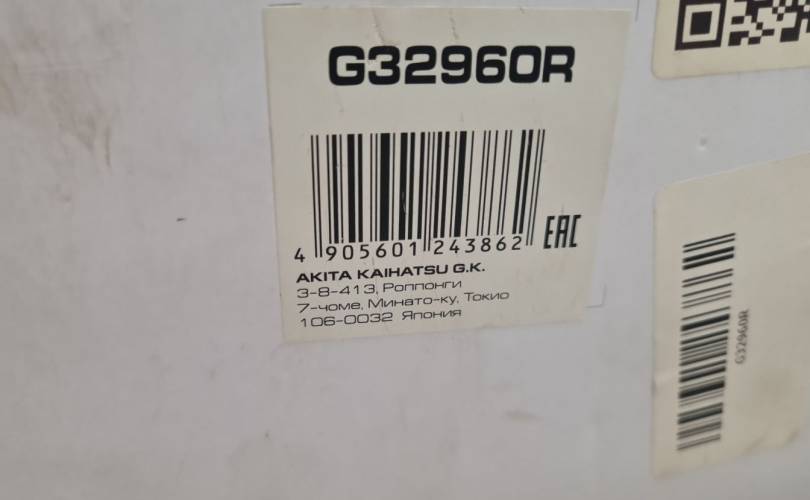 G32960R
4 905601 243862
EAC
AKITA KAIHATSU G.K.
3-8-413, Роппонги
7-чоме, Минато-ку, Токио
106-0032 Япония
G32960R